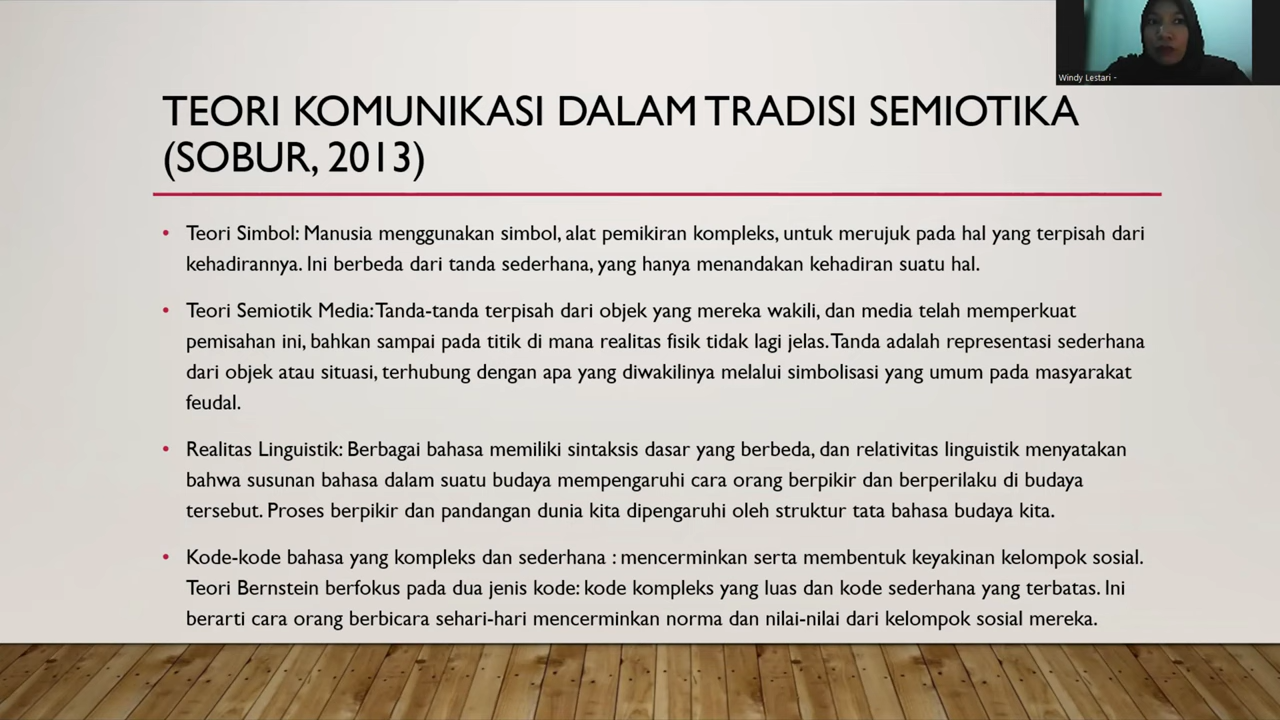 Windy Lestari -
TEORI KOMUNIKASI DALAM TRADISI SEMIOTIKA
(SOBUR, 2013)
• Teori Simbol: Manusia menggunakan simbol, alat pemikiran kompleks, untuk merujuk pada hal yang terpisah dari
kehadirannya. Ini berbeda dari tanda sederhana, yang hanya menandakan kehadiran suatu hal.
• Teori Semiotik Media: Tanda-tanda terpisah dari objek yang mereka wakili, dan media telah memperkuat
pemisahan ini, bahkan sampai pada titik di mana realitas fisik tidak lagi jelas. Tanda adalah representasi sederhana
dari objek atau situasi, terhubung dengan apa yang diwakilinya melalui simbolisasi yang umum pada masyarakat
feudal.
• Realitas Linguistik: Berbagai bahasa memiliki sintaksis dasar yang berbeda, dan relativitas linguistik menyatakan
bahwa susunan bahasa dalam suatu budaya mempengaruhi cara orang berpikir dan berperilaku di budaya
tersebut. Proses berpikir dan pandangan dunia kita dipengaruhi oleh struktur tata bahasa budaya kita.
• Kode-kode bahasa yang kompleks dan sederhana : mencerminkan serta membentuk keyakinan kelompok sosial.
Teori Bernstein berfokus pada dua jenis kode: kode kompleks yang luas dan kode sederhana yang terbatas. Ini
berarti cara orang berbicara sehari-hari mencerminkan norma dan nilai-nilai dari kelompok sosial mereka.